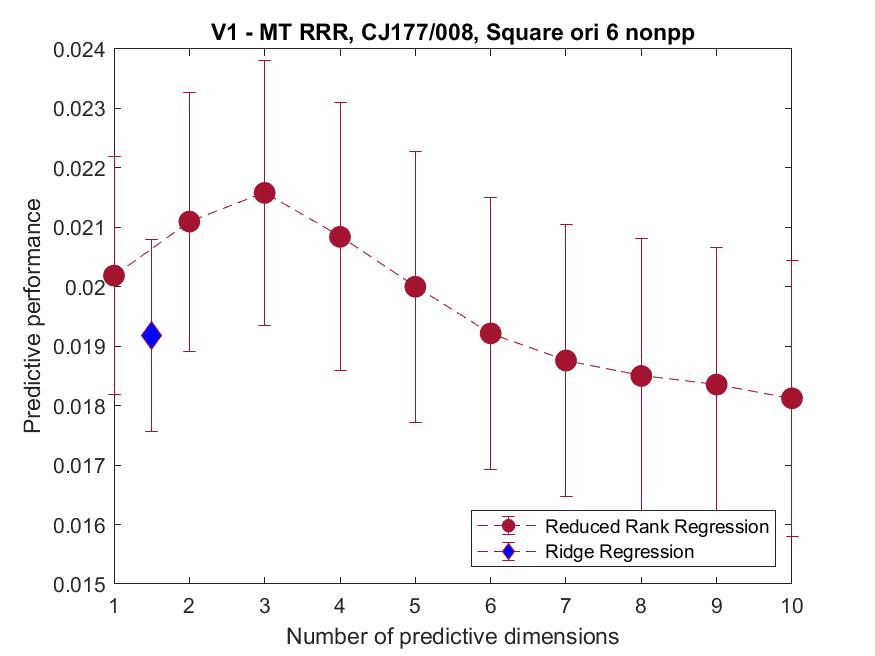 V1 - MT RRR, CJ177/008, Square ori 6 nonpp
0.024
0.023
0.022
0.021
0.02
0.019
0.018
0.017
0.016
0.015
Predictive performance
Reduced Rank Regression
Ridge Regression
1 2 3 4 5 6 7 8 9 10
Number of predictive dimensions